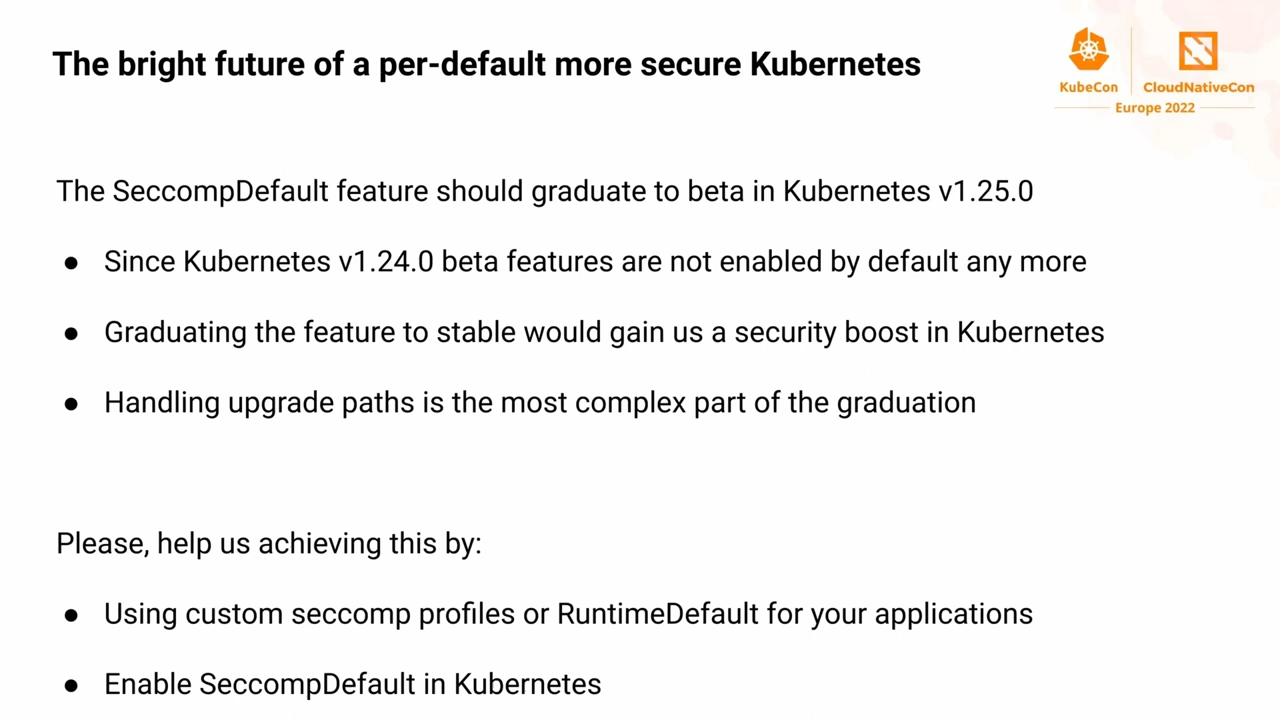 The bright future of a per-default more secure Kubernetes
KubeCon
CloudNativeCon
Europe 2022
The SeccompDefault feature should graduate to beta in Kubernetes v1.25.0
● Since Kubernetes v1.24.0 beta features are not enabled by default any more
● Graduating the feature to stable would gain us a security boost in Kubernetes
● Handling upgrade paths is the most complex part of the graduation
Please, help us achieving this by:
● Using custom seccomp profiles or RuntimeDefault for your applications
● Enable SeccompDefault in Kubernetes